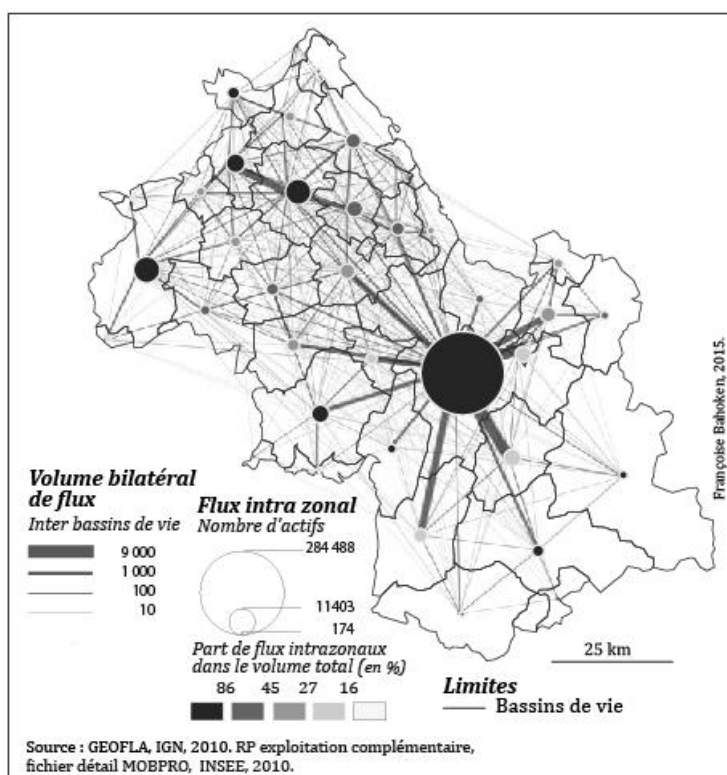 Françoise Bahoken, 2015.
Volume bilatéral
de flux
Inter bassins de vie
9 000
1 000
100
10
Flux intra zonal
Nombre d'actifs
284 488
11403
174
Part de flux intrazonaux
dans le volume total (en %)
86 45 27 16
25 km
Limites
Bassins de vie
Source : GEOFLA, IGN, 2010. RP exploitation complémentaire,
fichier détail MOBPRO, INSEE, 2010.